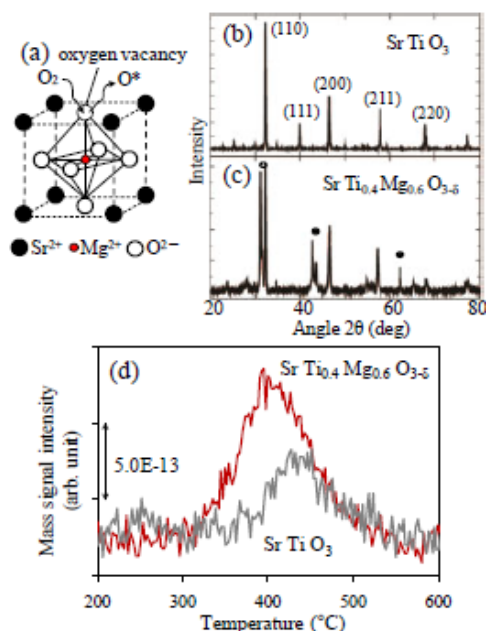 (a) oxygen vacancy
O₂ O*
Sr²⁺ Mg²⁺ O²⁻
(b) Sr Ti O₃
(110)
(111)
(200)
(211)
(220)
Intensity
(c) Sr Ti₀.₄ Mg₀.₆ O₃₋δ
20 30 40 50 60 70 80
Angle 2θ (deg)
(d) Sr Ti₀.₄ Mg₀.₆ O₃₋δ
5.0E-13
Sr Ti O₃
Mass signal intensity
(arb. unit)
200 300 400 500 600
Temperature (°C)